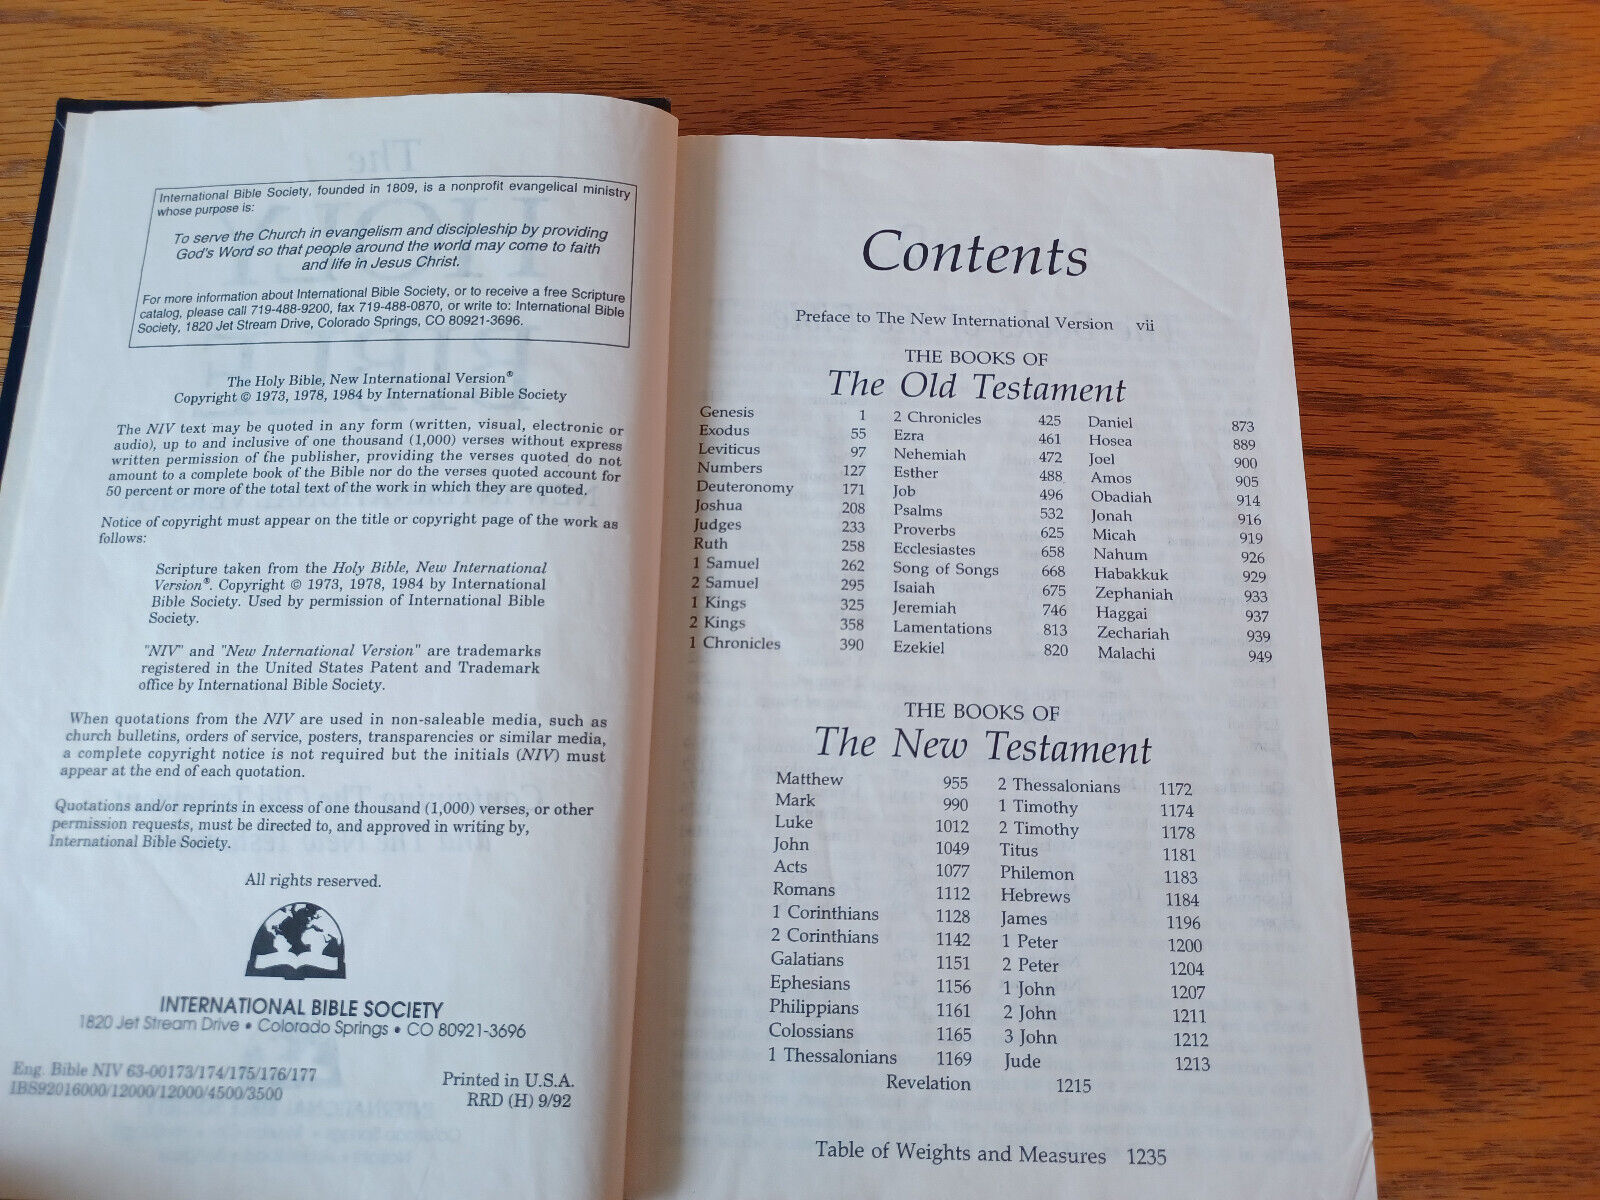 International Bible Society, founded in 1809, is a nonprofit evangelical ministry
whose purpose is:
To serve the Church in evangelism and discipleship by providing
God's Word so that people around the world may come to faith
and life in Jesus Christ.
For more information about International Bible Society, or to receive a free Scripture
catalog, please call 719-488-9200, fax 719-488-0870, or write to: International Bible
Society, 1820 Jet Stream Drive, Colorado Springs, CO 80921-3696.
The Holy Bible, New International Version®
Copyright © 1973, 1978, 1984 by International Bible Society
The NIV text may be quoted in any form (written, visual, electronic or
audio), up to and inclusive of one thousand (1,000) verses without express
written permission of the publisher, providing the verses quoted do not
amount to a complete book of the Bible nor do the verses quoted account for
50 percent or more of the total text of the work in which they are quoted.
Notice of copyright must appear on the title or copyright page of the work as
follows:
Scripture taken from the Holy Bible, New International
Version®. Copyright © 1973, 1978, 1984 by International
Bible Society. Used by permission of International Bible
Society.
"NIV" and "New International Version" are trademarks
registered in the United States Patent and Trademark
office by International Bible Society.
When quotations from the NIV are used in non-saleable media, such as
church bulletins, orders of service, posters, transparencies or similar media,
a complete copyright notice is not required but the initials (NIV) must
appear at the end of each quotation.
Quotations and/or reprints in excess of one thousand (1,000) verses, or other
permission requests, must be directed to, and approved in writing by,
International Bible Society.
All rights reserved.
INTERNATIONAL BIBLE SOCIETY
1820 Jet Stream Drive • Colorado Springs • CO 80921-3696
Eng. Bible NIV 63-00173/174/175/176/177
IBS92016000/12000/12000/4500/3500
Printed in U.S.A.
RRD (H) 9/92
Contents
Preface to The New International Version vii
THE BOOKS OF
The Old Testament
Genesis 1
Exodus 55
Leviticus 97
Numbers 127
Deuteronomy 171
Joshua 208
Judges 233
Ruth 258
1 Samuel 262
2 Samuel 295
1 Kings 325
2 Kings 358
1 Chronicles 390
2 Chronicles 425
Ezra 461
Nehemiah 472
Esther 488
Job 496
Psalms 532
Proverbs 625
Ecclesiastes 658
Song of Songs 668
Isaiah 675
Jeremiah 746
Lamentations 813
Ezekiel 820
Daniel 873
Hosea 889
Joel 900
Amos 905
Obadiah 914
Jonah 916
Micah 919
Nahum 926
Habakkuk 929
Zephaniah 933
Haggai 937
Zechariah 939
Malachi 949
THE BOOKS OF
The New Testament
Matthew 955
Mark 990
Luke 1012
John 1049
Acts 1077
Romans 1112
1 Corinthians 1128
2 Corinthians 1142
Galatians 1151
Ephesians 1156
Philippians 1161
Colossians 1165
1 Thessalonians 1169
2 Thessalonians 1172
1 Timothy 1174
2 Timothy 1178
Titus 1181
Philemon 1183
Hebrews 1184
James 1196
1 Peter 1200
2 Peter 1204
1 John 1207
2 John 1211
3 John 1212
Jude 1213
Revelation 1215
Table of Weights and Measures 1235